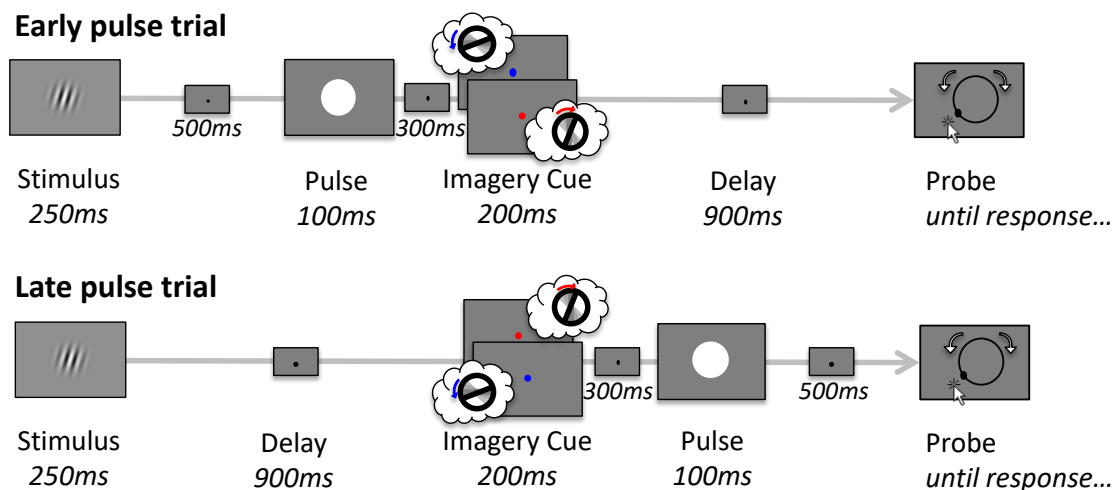 Early pulse trial
500ms
300ms
Stimulus
250ms
Pulse
100ms
Imagery Cue
200ms
Delay
900ms
Probe
until response…
Late pulse trial
300ms
500ms
Stimulus
250ms
Delay
900ms
Imagery Cue
200ms
Pulse
100ms
Probe
until response…